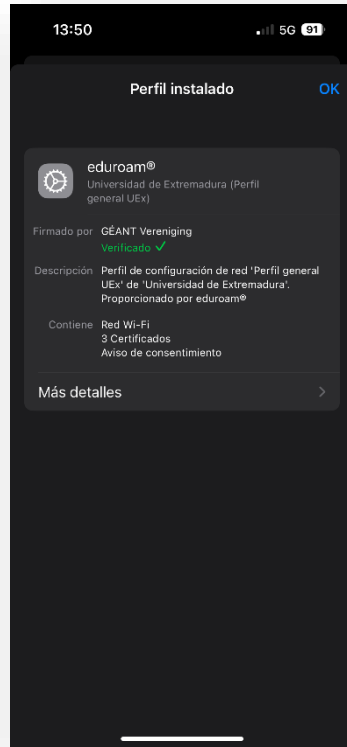 13:50
5G 91
Perfil instalado
OK
eduroam®
Universidad de Extremadura (Perfil
general UEx)
Firmado por GÉANT Vereniging
Verificado ✓
Descripción Perfil de configuración de red 'Perfil general
UEx' de 'Universidad de Extremadura'.
Proporcionado por eduroam®
Contiene Red Wi-Fi
3 Certificados
Aviso de consentimiento
Más detalles